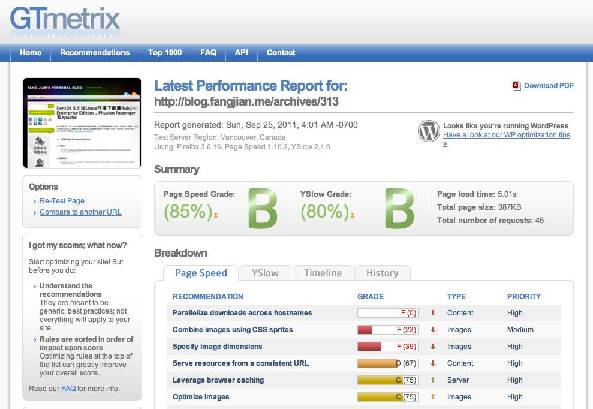 GTmetrix
Home Recommendations Top 1000 FAQ API Contact
Latest Performance Report for:
http://blog.fangjian.me/archives/313
Download PDF
Report generated: Sun, Sep 25, 2011, 4:01 AM -0700
Test Server Region: Vancouver, Canada
Using: Firefox 3.6.16, Page Speed 1.10.2, YSlow 2.1.0
Looks like you're running WordPress
Have a look at our WP optimization tips
»
Options
Re-Test Page
Compare to another URL
I got my scores; what now?
Start optimizing your site! But
before you do:
Understand the
recommendations
They are meant to be
generic, best practices; not
everything will apply to your
site.
Rules are sorted in order of
impact upon score
Optimizing rules at the top of
the list can greatly improve
your overall score.
Read our FAQ for more info.
Summary
Page Speed Grade:
(85%)
B
YSlow Grade:
(80%)
B
Page load time: 5.01s
Total page size: 387KB
Total number of requests: 45
Breakdown
Page Speed YSlow Timeline History
RECOMMENDATION GRADE TYPE PRIORITY
Parallelize downloads across hostnames F (0) Content High
Combine images using CSS sprites F (23) Images Medium
Specify image dimensions F (39) Images High
Serve resources from a consistent URL D (67) Content High
Leverage browser caching C (75) Server High
Optimize images C (75) Images High